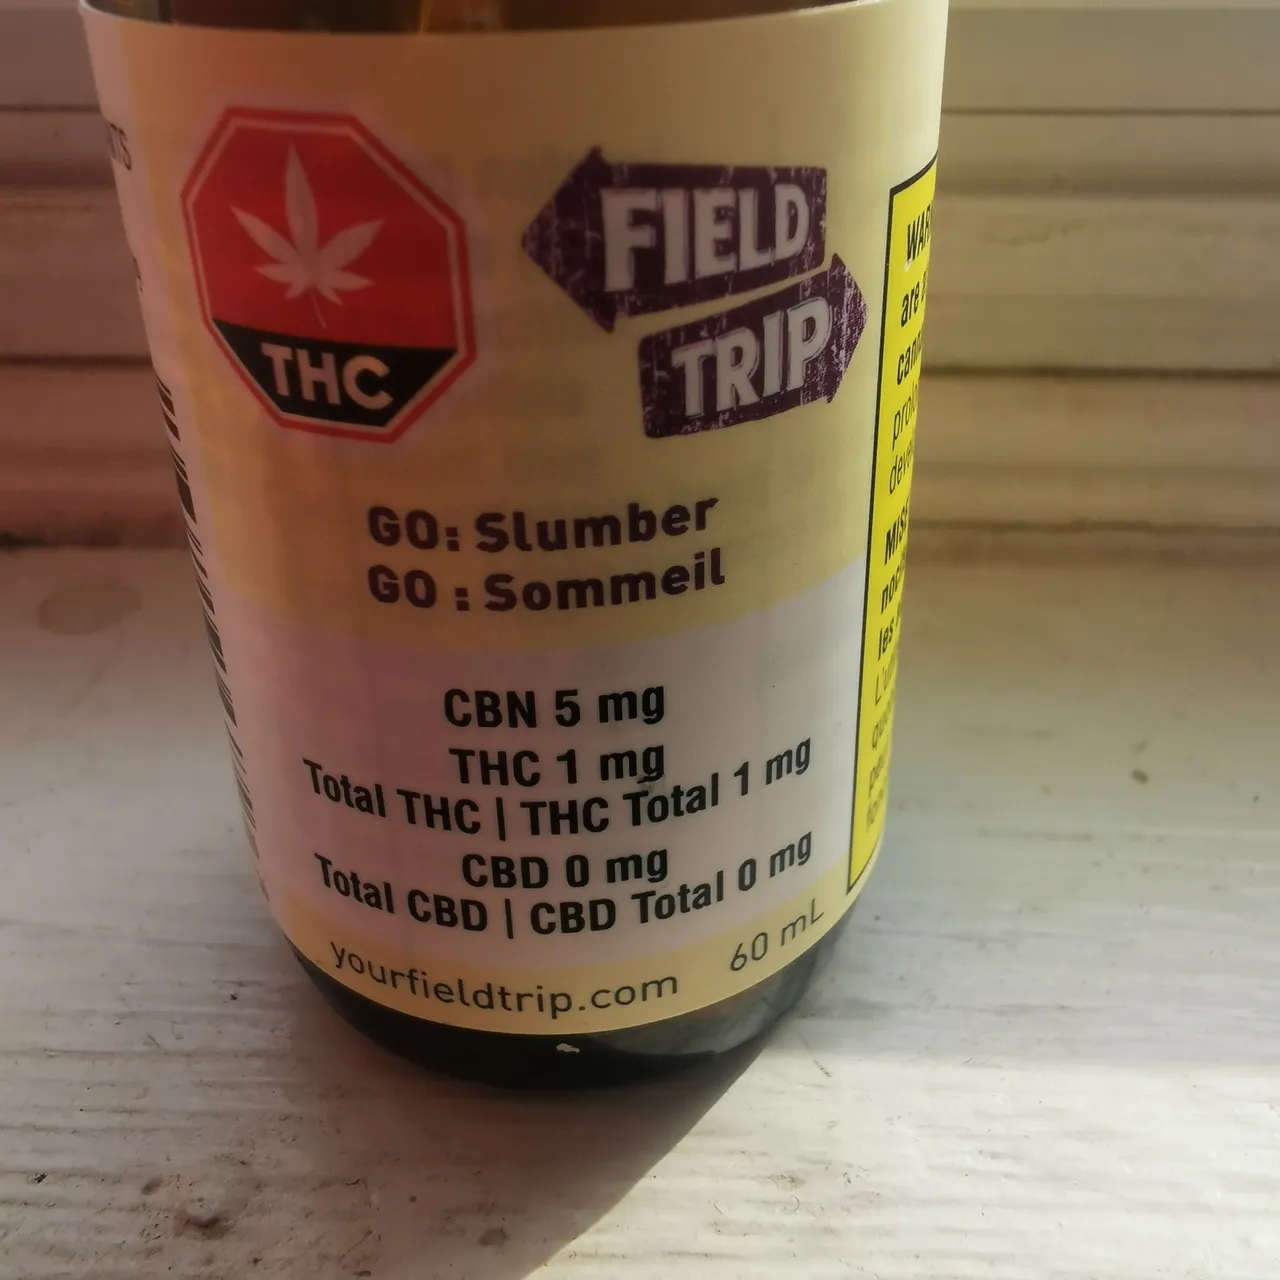 THC
FIELD
TRIP
GO: Slumber
GO : Sommeil
CBN 5 mg
THC 1 mg
Total THC | THC Total 1 mg
CBD 0 mg
Total CBD | CBD Total 0 mg
yourfieldtrip.com 60 mL
are